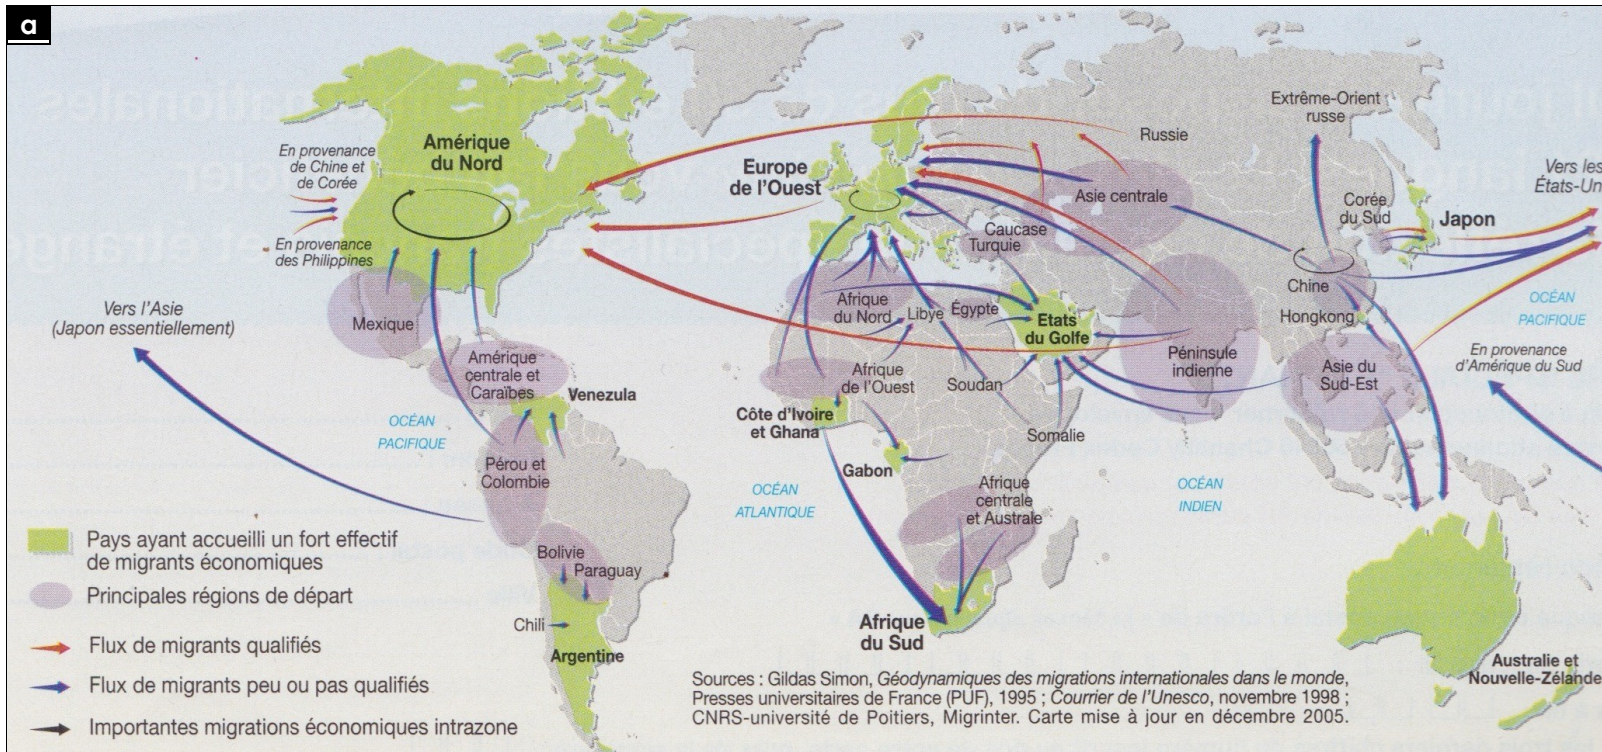 a
Amérique
du Nord
En provenance
de Chine et
de Corée
En provenance
des Philippines
Vers l'Asie
(Japon essentiellement)
Mexique
Amérique
centrale et
Caraïbes
Venezula
OCÉAN
PACIFIQUE
Pérou et
Colombie
Bolivie
Paraguay
Chili
Argentine
Europe
de l'Ouest
Russie
Extrême-Orient
russe
Asie centrale
Caucase
Turquie
Corée
du Sud
Japon
Vers les
États-Un
Chine
Hongkong
Afrique
du Nord
Libye
Égypte
Etats
du Golfe
Péninsule
indienne
Asie du
Sud-Est
OCÉAN
PACIFIQUE
En provenance
d'Amérique du Sud
Afrique
de l'Ouest
Soudan
Côte d'Ivoire
et Ghana
Somalie
Gabon
OCÉAN
ATLANTIQUE
Afrique
centrale
et Australe
OCÉAN
INDIEN
Afrique
du Sud
Australie et
Nouvelle-Zélande
Pays ayant accueilli un fort effectif
de migrants économiques
Principales régions de départ
Flux de migrants qualifiés
Flux de migrants peu ou pas qualifiés
Importantes migrations économiques intrazone
Sources : Gildas Simon, Géodynamiques des migrations internationales dans le monde,
Presses universitaires de France (PUF), 1995 ; Courrier de l'Unesco, novembre 1998 ;
CNRS-université de Poitiers, Migrinter. Carte mise à jour en décembre 2005.